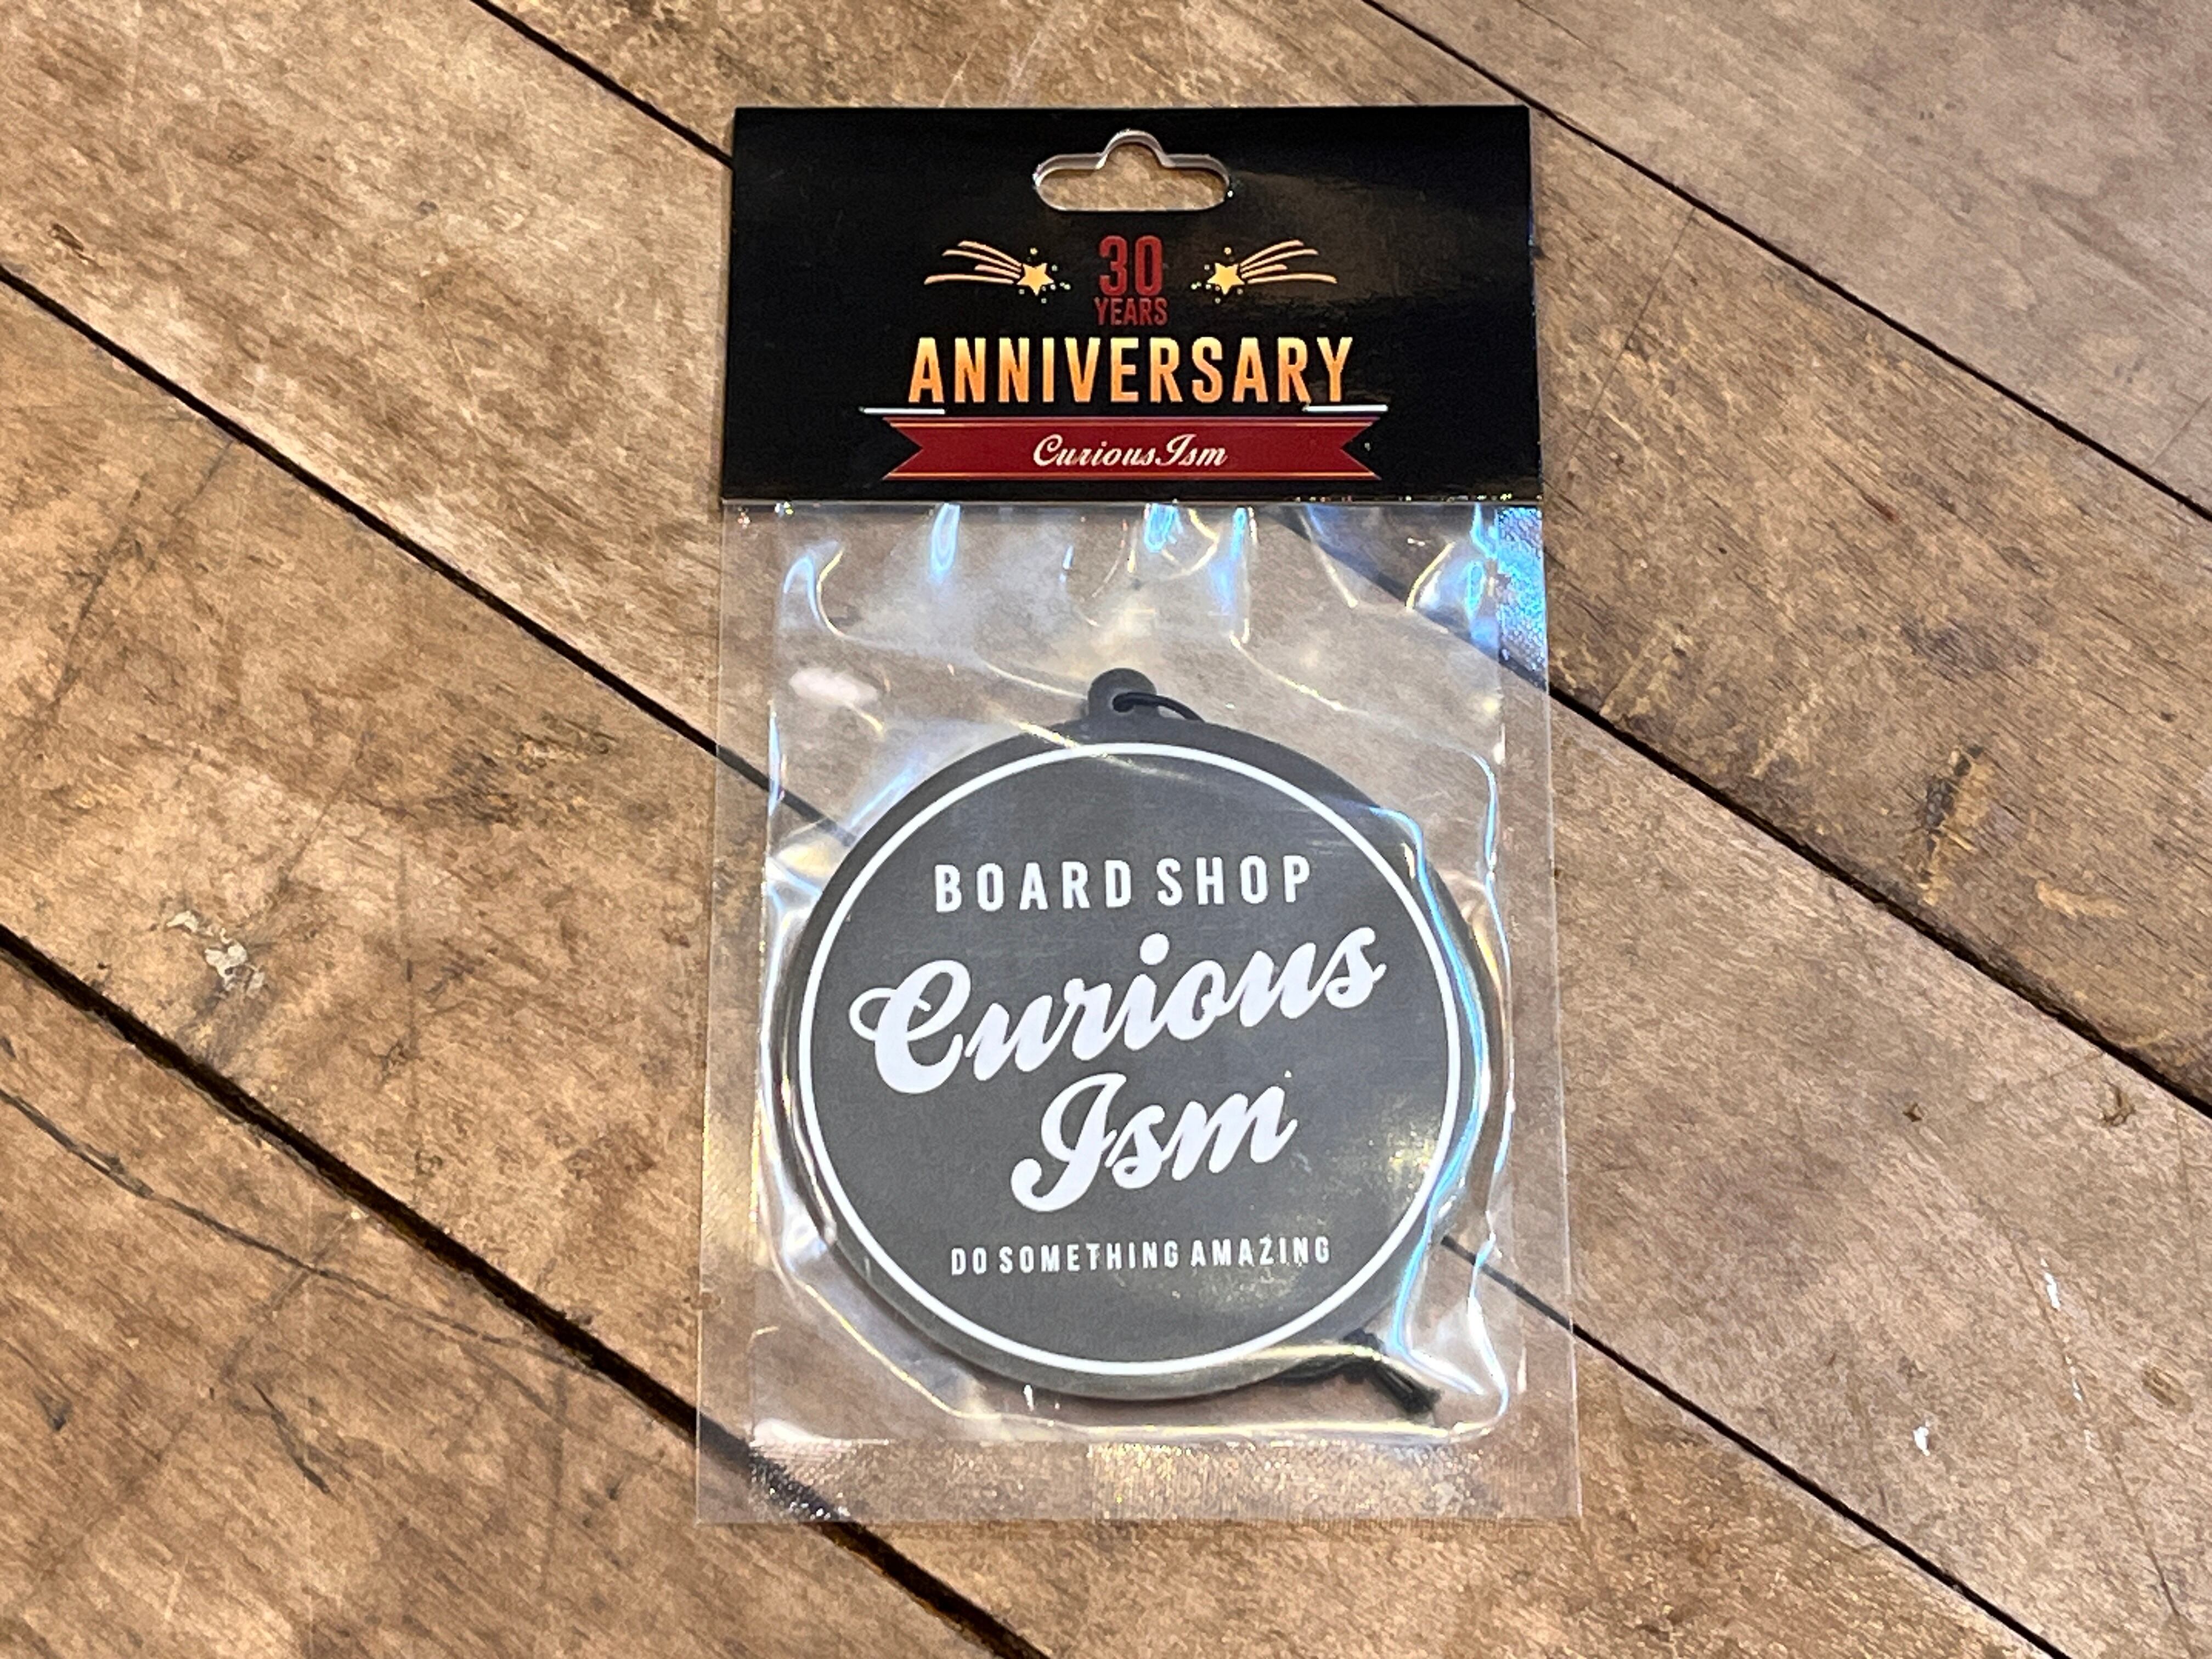 30
YEARS
ANNIVERSARY
CuriousIsm
BOARD SHOP
Curious
Ism
DO SOMETHING AMAZING